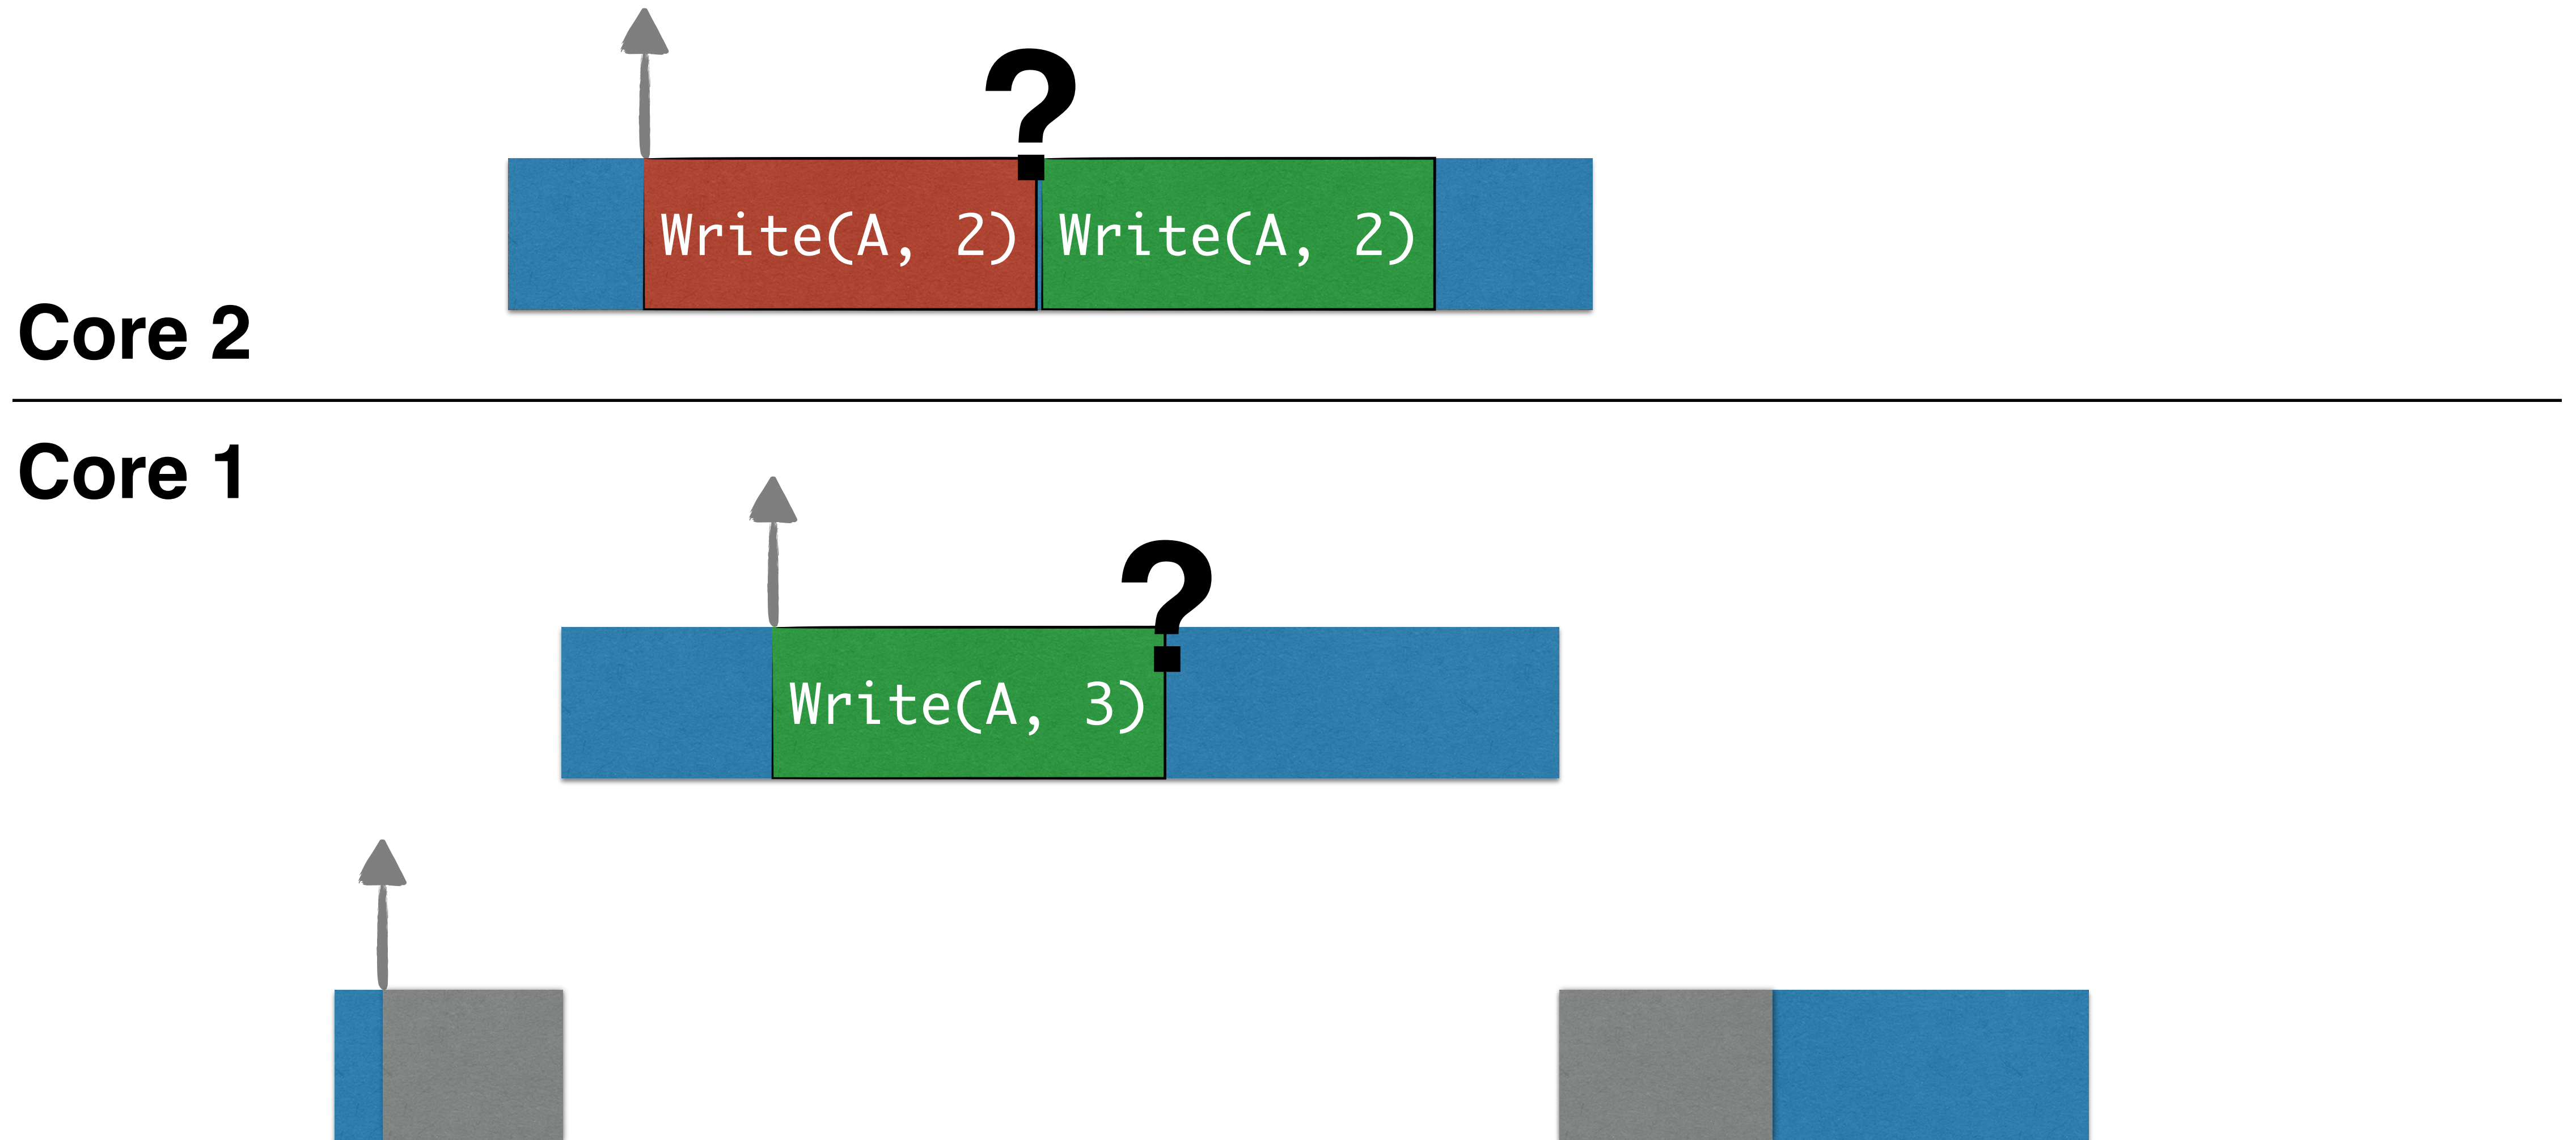 ?
Write(A, 2) Write(A, 2)
Core 2
Core 1
?
Write(A, 3)